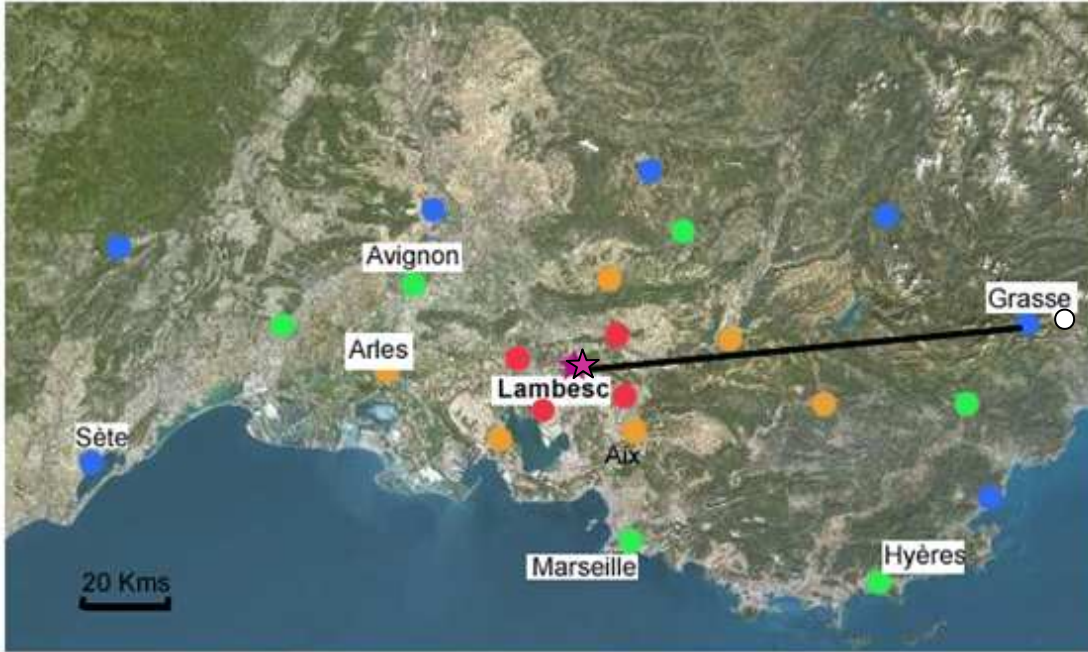 Avignon
Grasse
Arles
Lambesc
Sète
Aix
Marseille
Hyères
20 Kms